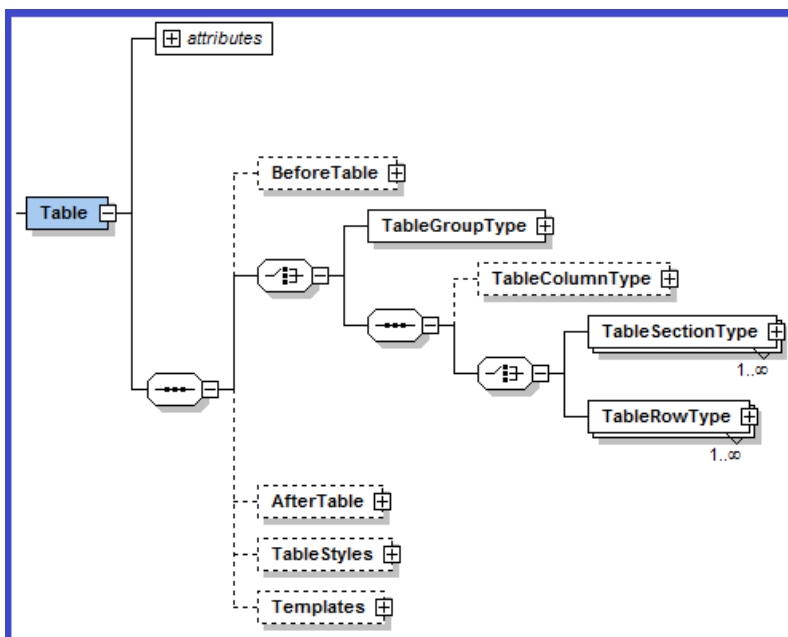 attributes
BeforeTable
Table
TableGroupType
TableColumnType
TableSectionType
1..∞
TableRowType
1..∞
AfterTable
TableStyles
Templates